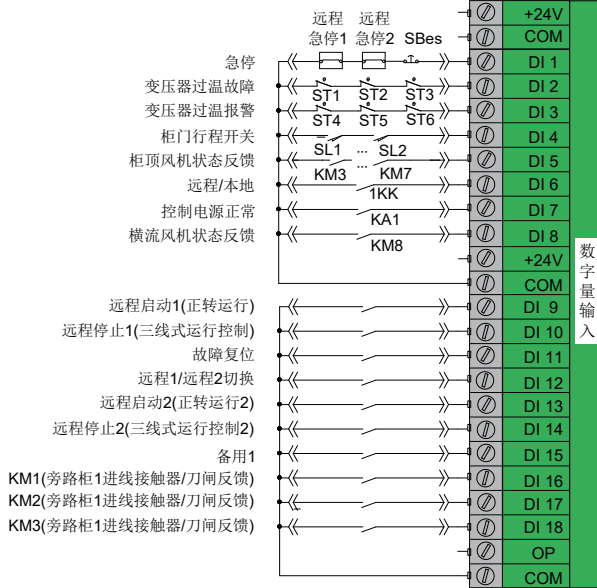 +24V
远程 远程
急停1 急停2 SBes COM
急停 DI 1
变压器过温故障 ST1 ST2 ST3 DI 2
变压器过温报警 ST4 ST5 ST6 DI 3
柜门行程开关 SL1 ... SL2 DI 4
柜顶风机状态反馈 KM3 ... KM7 DI 5
远程/本地 1KK DI 6
控制电源正常 KA1 DI 7
横流风机状态反馈 KM8 DI 8
+24V
COM
数字量输入
远程启动1(正转运行) DI 9
远程停止1(三线式运行控制) DI 10
故障复位 DI 11
远程1/远程2切换 DI 12
远程启动2(正转运行2) DI 13
远程停止2(三线式运行控制2) DI 14
备用1 DI 15
KM1(旁路柜1进线接触器/刀闸反馈) DI 16
KM2(旁路柜1进线接触器/刀闸反馈) DI 17
KM3(旁路柜1进线接触器/刀闸反馈) DI 18
OP
COM